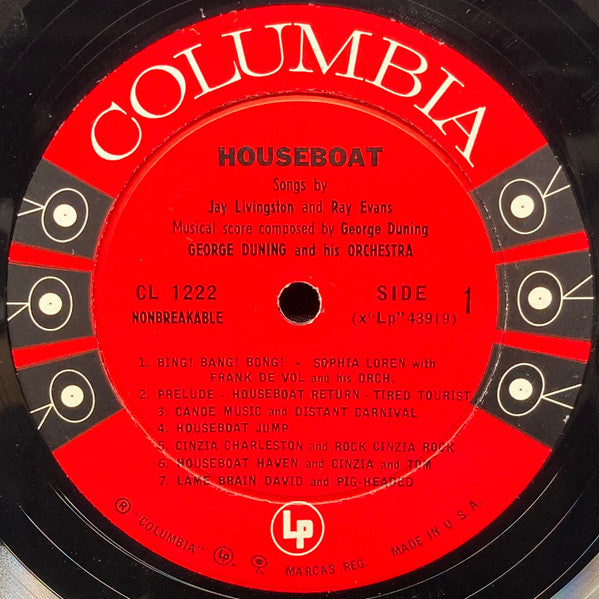 COLUMBIA
HOUSEBOAT
Songs by
Jay Livingston and Ray Evans
Musical score composed by George Duning
GEORGE DUNING and his ORCHESTRA
CL 1222
NONBREAKABLE
SIDE 1
(x"Lp" 43919)
1. BING! BANG! BONG! - SOPHIA LOREN with
FRANK DE VOL and his ORCH.
2. PRELUDE - HOUSEBOAT RETURN - TIRED TOURIST
3. CANOE MUSIC and DISTANT CARNIVAL
4. HOUSEBOAT JUMP
5. CINZIA CHARLESTON and ROCK CINZIA ROCK
6. HOUSEBOAT HAVEN and CINZIA and TOM
7. LAME BRAIN DAVID and PIG-HEADED
Lp
® "COLUMBIA" Lp MARCAS REG. MADE IN U.S.A.